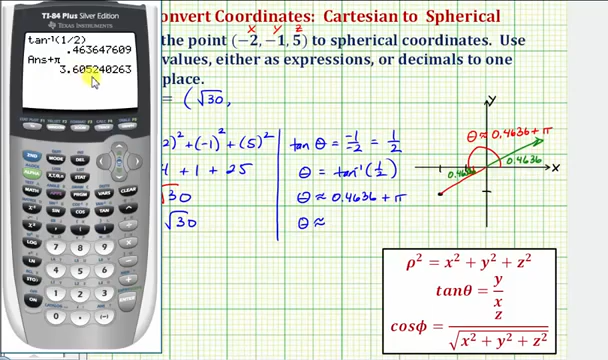 TI-84 Plus Silver Edition
TEXAS INSTRUMENTS
tan⁻¹(1/2)
.463647609
Ans+π
3.605240263
onvert Coordinates: Cartesian to Spherical
x y z
the point (−2, −1, 5) to spherical coordinates. Use
values, either as expressions, or decimals to one
place.
= (√30,
2)² + (−1)² + (5)²
4 + 1 + 25
√30
√30
tan θ = −1/−2 = 1/2
θ = tan⁻¹(1/2)
θ ≈ 0.4636 + π
θ ≈
y
θ ≈ 0.4636 + π
0.4636
0.4636
x
ρ² = x² + y² + z²
tanθ = y/x
cosϕ = z/√(x² + y² + z²)